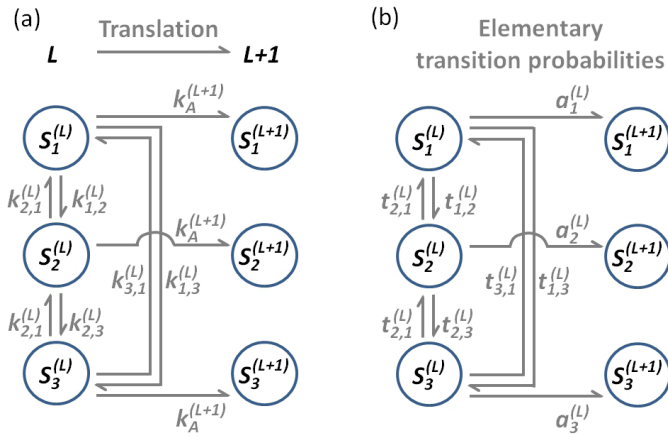 (a)
Translation
L
L+1
k_A^(L+1)
S_1^(L)
S_1^(L+1)
k_2,1^(L)
k_1,2^(L)
k_A^(L+1)
S_2^(L)
S_2^(L+1)
k_3,1^(L)
k_1,3^(L)
k_2,1^(L)
k_2,3^(L)
S_3^(L)
S_3^(L+1)
k_A^(L+1)
(b)
Elementary
transition probabilities
a_1^(L)
S_1^(L)
S_1^(L+1)
t_2,1^(L)
t_1,2^(L)
a_2^(L)
S_2^(L)
S_2^(L+1)
t_3,1^(L)
t_1,3^(L)
t_2,1^(L)
t_2,3^(L)
S_3^(L)
S_3^(L+1)
a_3^(L)